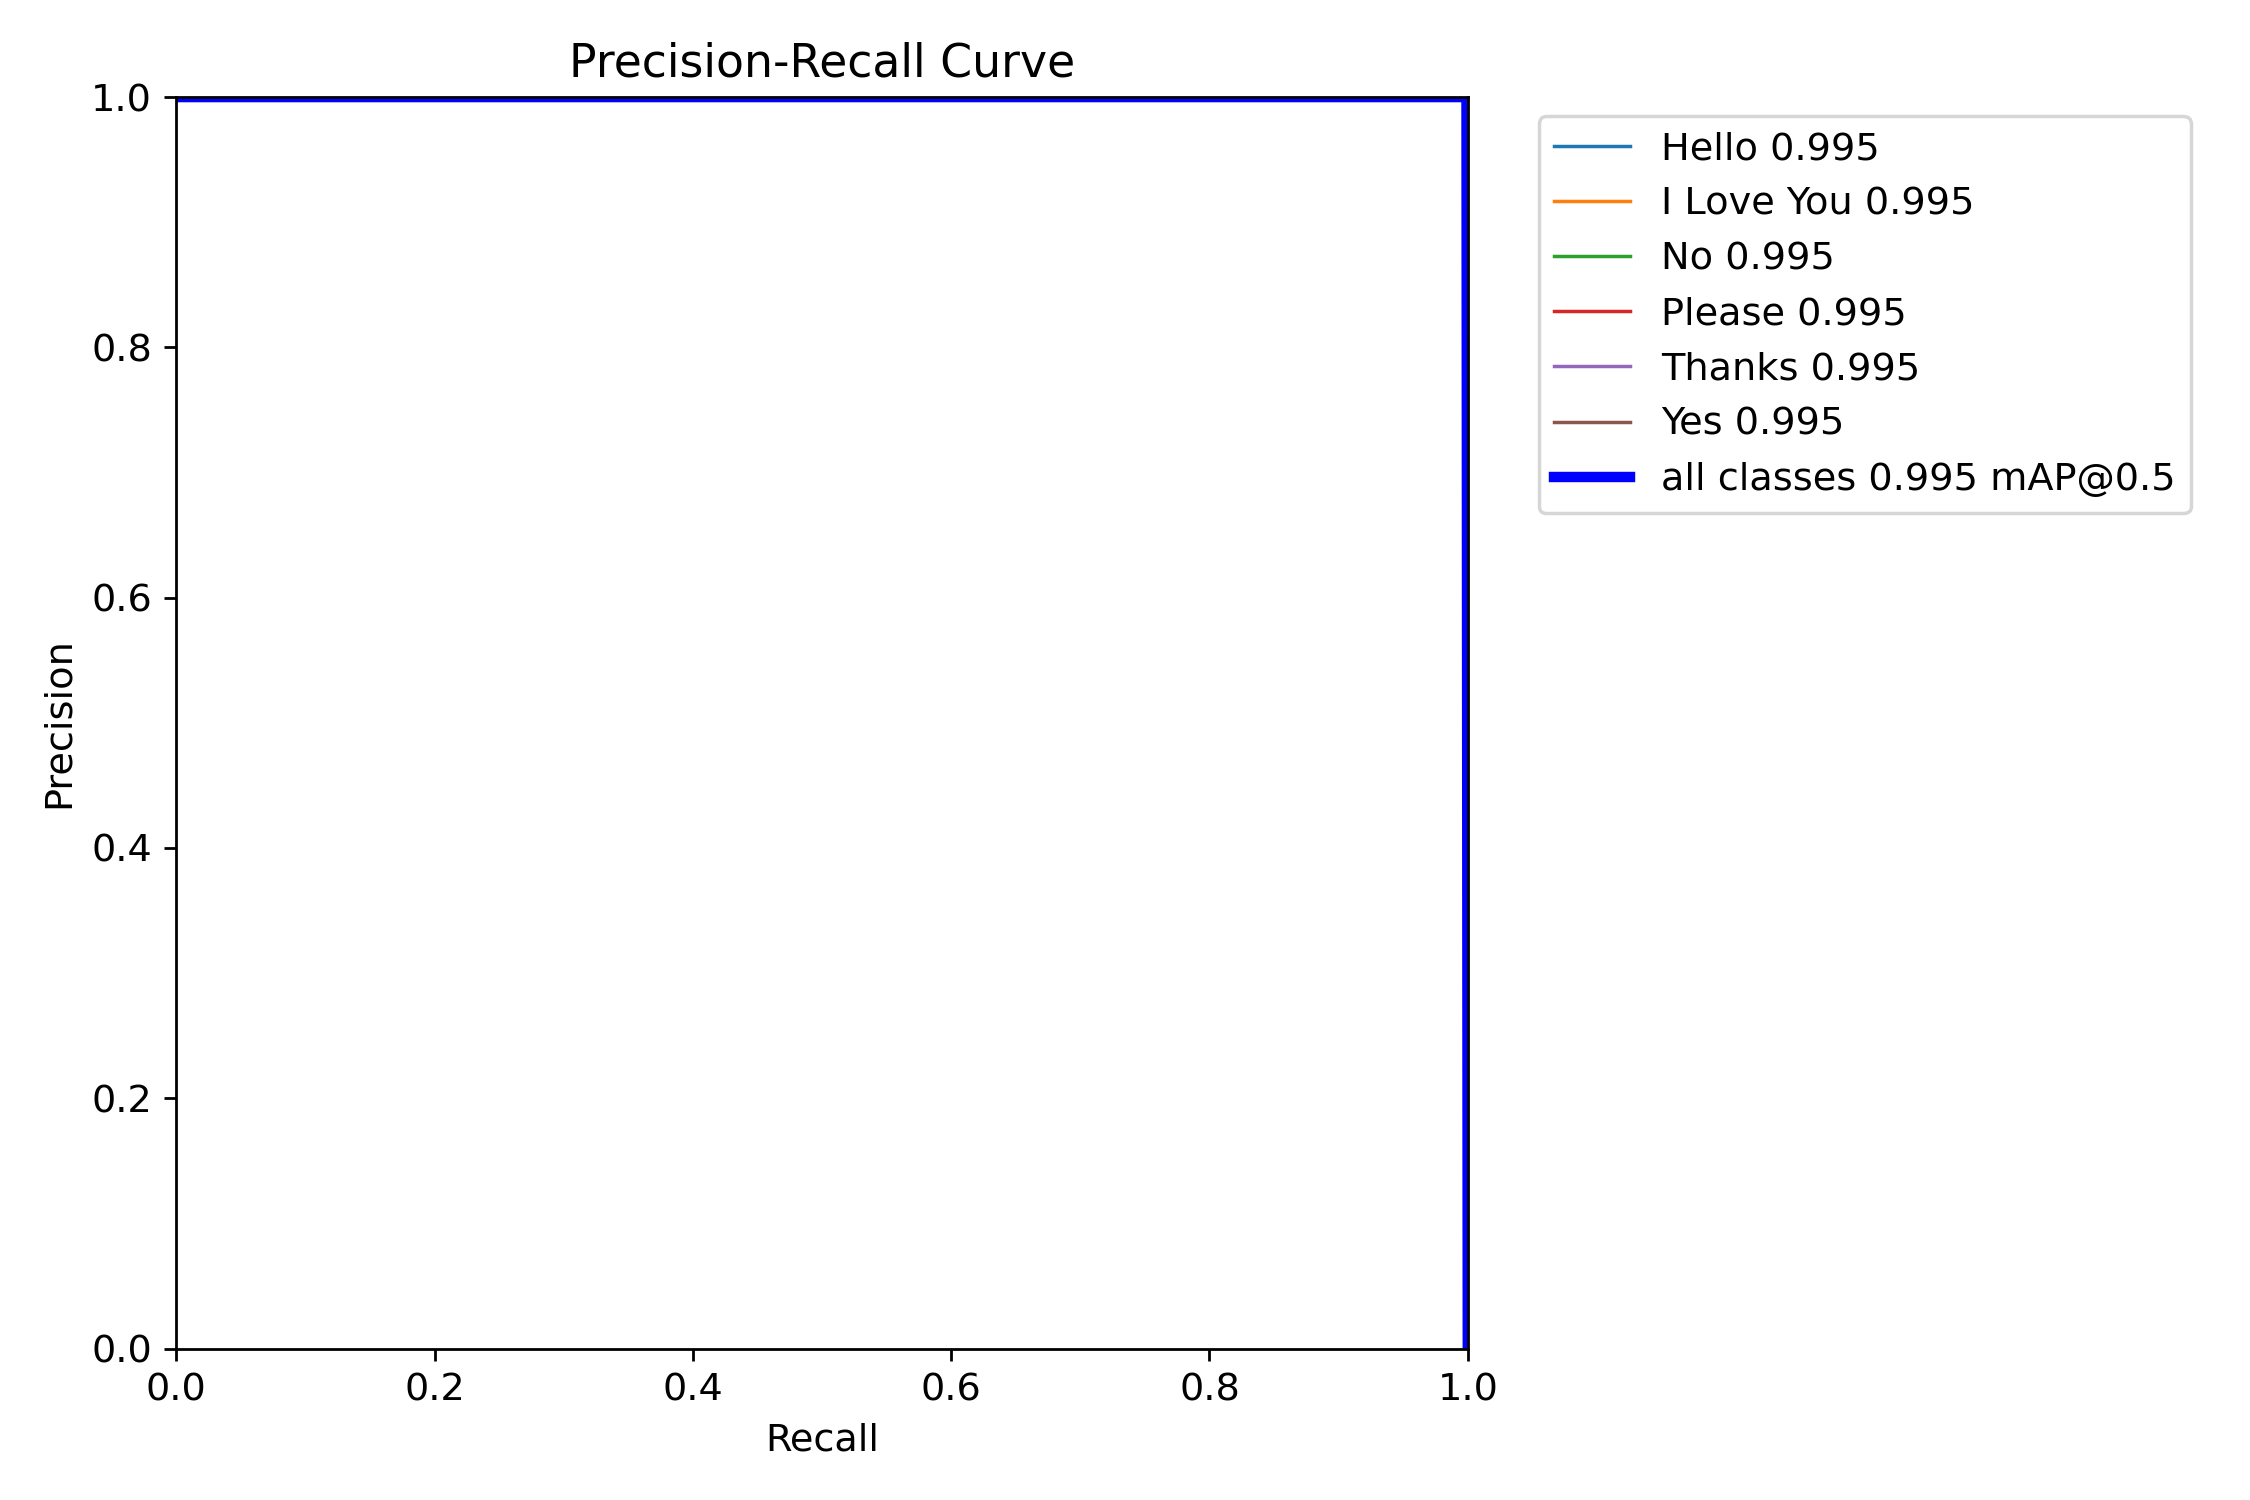 Precision-Recall Curve
1.0
0.8
0.6
0.4
0.2
0.0
Precision
0.0 0.2 0.4 0.6 0.8 1.0
Recall
Hello 0.995
I Love You 0.995
No 0.995
Please 0.995
Thanks 0.995
Yes 0.995
all classes 0.995 mAP@0.5